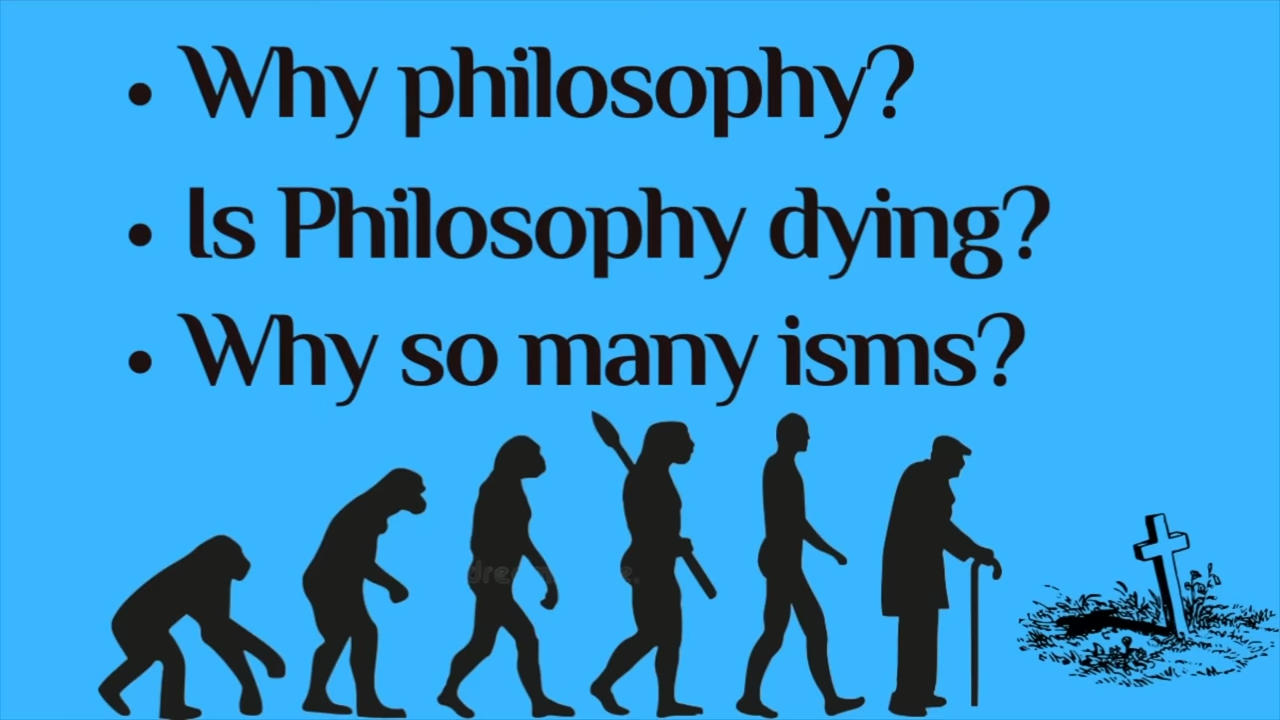 • Why philosophy?
• Is Philosophy dying?
• Why so many isms?